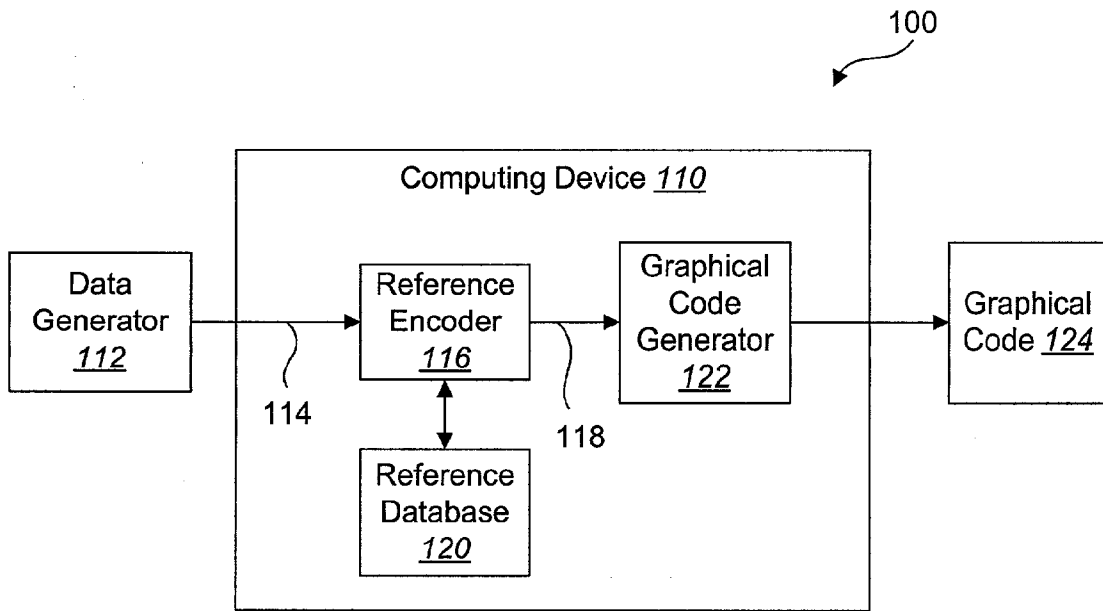 100
Computing Device 110
Data
Generator
112
Reference
Encoder
116
Graphical
Code
Generator
122
Graphical
Code 124
114
118
Reference
Database
120